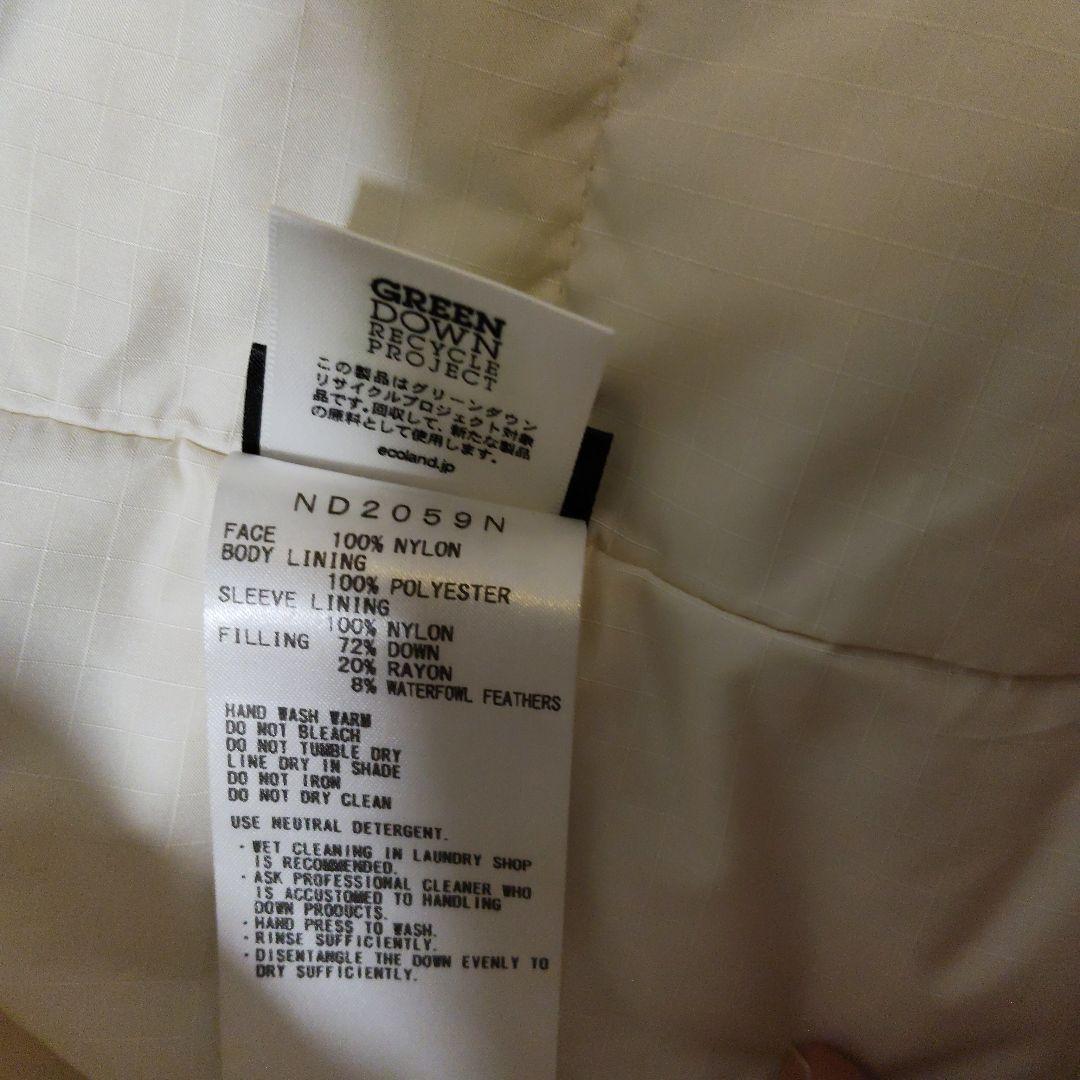 GREEN
DOWN
RECYCLE
PROJECT
この製品はグリーンダウン
リサイクルプロジェクト対象
品です。回収して、新たな製品
の原料として使用します。
ecoland.jp
ND2059N
FACE 100% NYLON
BODY LINING
100% POLYESTER
SLEEVE LINING
100% NYLON
FILLING 72% DOWN
20% RAYON
8% WATERFOWL FEATHERS
HAND WASH WARM
DO NOT BLEACH
DO NOT TUMBLE DRY
LINE DRY IN SHADE
DO NOT IRON
DO NOT DRY CLEAN
USE NEUTRAL DETERGENT.
・WET CLEANING IN LAUNDRY SHOP
IS RECOMMENDED.
・ASK PROFESSIONAL CLEANER WHO
IS ACCUSTOMED TO HANDLING
DOWN PRODUCTS.
・HAND PRESS TO WASH.
・RINSE SUFFICIENTLY.
・DISENTANGLE THE DOWN EVENLY TO
DRY SUFFICIENTLY.